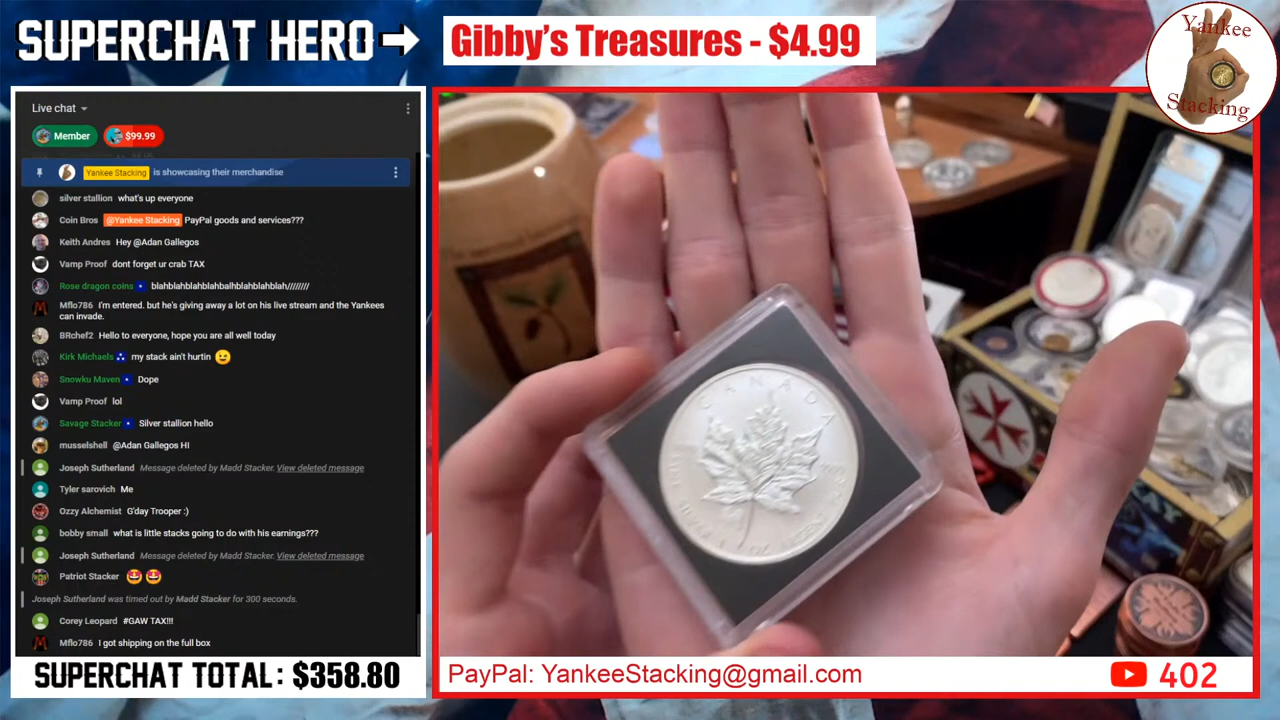 SUPERCHAT HERO
Gibby's Treasures - $4.99
Yankee
Stacking
Live chat
Member
$99.99
Yankee Stacking is showcasing their merchandise
silver stallion what's up everyone
Coin Bros @Yankee Stacking PayPal goods and services???
Keith Andres Hey @Adan Gallegos
Vamp Proof dont forget ur crab TAX
Rose dragon coins blahblahblahblahbalhblahblahblah////////
Mflo786 I'm entered. but he's giving away a lot on his live stream and the Yankees
can invade.
BRchef2 Hello to everyone, hope you are all well today
Kirk Michaels my stack ain't hurtin 😉
Snowku Maven Dope
Vamp Proof lol
Savage Stacker Silver stallion hello
musselshell @Adan Gallegos HI
Joseph Sutherland Message deleted by Madd Stacker. View deleted message
Tyler sarovich Me
Ozzy Alchemist G'day Trooper :)
bobby small what is little stacks going to do with his earnings???
Joseph Sutherland Message deleted by Madd Stacker. View deleted message
Patriot Stacker 🤩🤩
Joseph Sutherland was timed out by Madd Stacker for 300 seconds.
Corey Leopard #GAW TAX!!!
Mflo786 I got shipping on the full box
SUPERCHAT TOTAL: $358.80
CANADA
PayPal: YankeeStacking@gmail.com
402